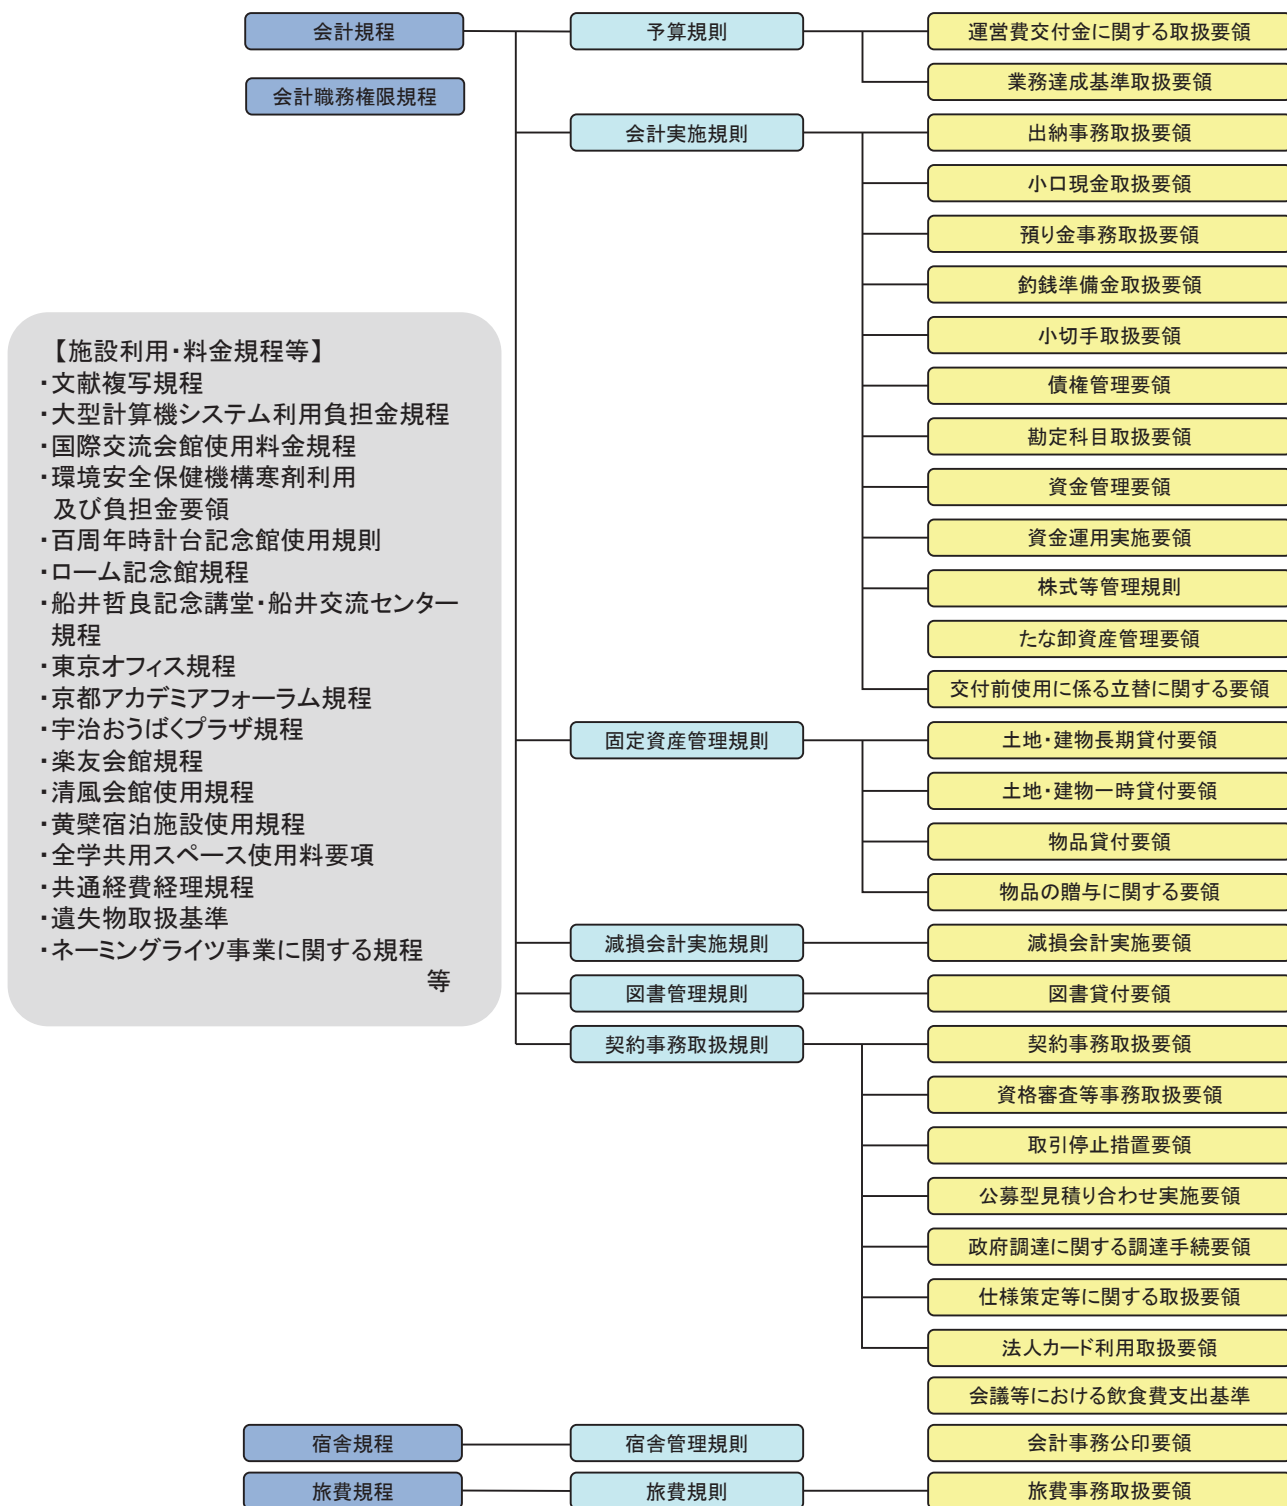 会計規程
予算規則
運営費交付金に関する取扱要領
業務達成基準取扱要領
会計職務権限規程
会計実施規則
出納事務取扱要領
小口現金取扱要領
預り金事務取扱要領
釣銭準備金取扱要領
小切手取扱要領
債権管理要領
勘定科目取扱要領
資金管理要領
資金運用実施要領
株式等管理規則
たな卸資産管理要領
交付前使用に係る立替に関する要領
【施設利用・料金規程等】
・文献複写規程
・大型計算機システム利用負担金規程
・国際交流会館使用料金規程
・環境安全保健機構寒剤利用
及び負担金要領
・百周年時計台記念館使用規則
・ローム記念館規程
・船井哲良記念講堂・船井交流センター
規程
・東京オフィス規程
・京都アカデミアフォーラム規程
・宇治おうばくプラザ規程
・楽友会館規程
・清風会館使用規程
・黄檗宿泊施設使用規程
・全学共用スペース使用料要項
・共通経費経理規程
・遺失物取扱基準
・ネーミングライツ事業に関する規程
等
固定資産管理規則
土地・建物長期貸付要領
土地・建物一時貸付要領
物品貸付要領
物品の贈与に関する要領
減損会計実施規則
減損会計実施要領
図書管理規則
図書貸付要領
契約事務取扱規則
契約事務取扱要領
資格審査等事務取扱要領
取引停止措置要領
公募型見積り合わせ実施要領
政府調達に関する調達手続要領
仕様策定等に関する取扱要領
法人カード利用取扱要領
会議等における飲食費支出基準
宿舎規程
宿舎管理規則
会計事務公印要領
旅費規程
旅費規則
旅費事務取扱要領